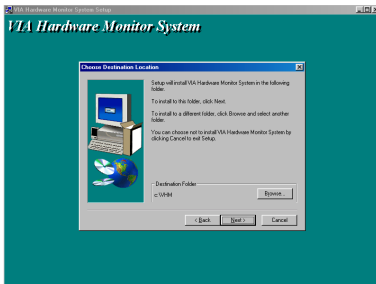 VIA Hardware Monitor System Setup
VIA Hardware Monitor System
Choose Destination Location
Setup will install VIA Hardware Monitor System in the following
folder.
To install to this folder, click Next.
To install to a different folder, click Browse and select another
folder.
You can choose not to install VIA Hardware Monitor System by
clicking Cancel to exit Setup.
Destination Folder
c:\VHM
Browse...
< Back
Next >
Cancel